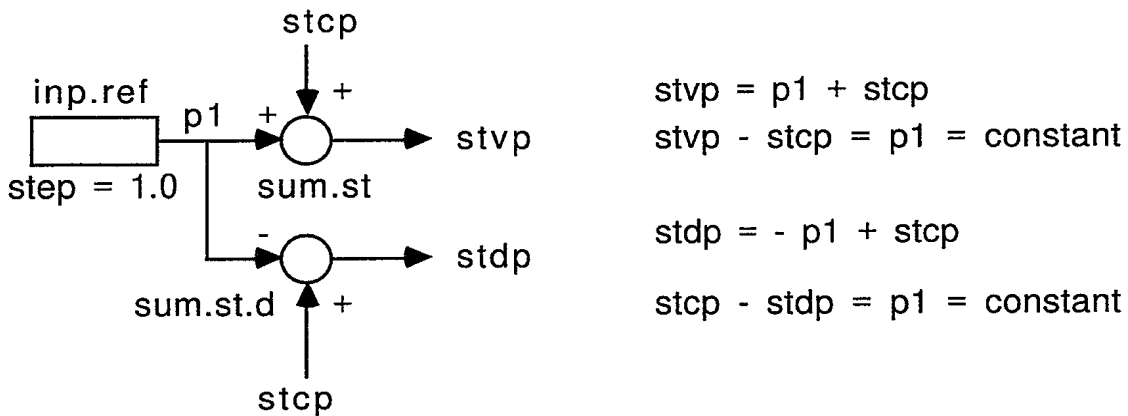 stcp
+
inp.ref
p1
+
stvp
step = 1.0
sum.st
-
stdp
sum.st.d
+
stcp
stvp = p1 + stcp
stvp - stcp = p1 = constant
stdp = - p1 + stcp
stcp - stdp = p1 = constant